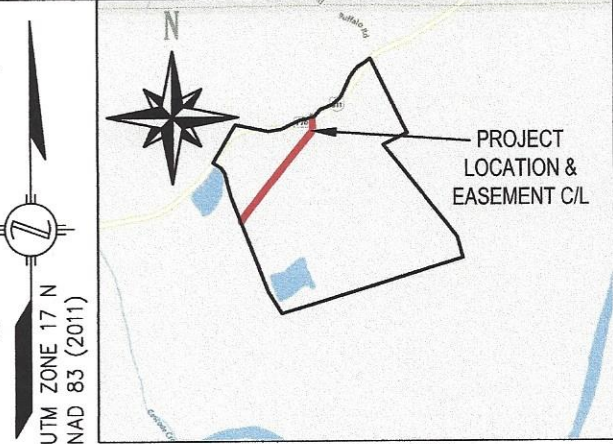 N
Buffalo Rd
PROJECT
LOCATION &
EASEMENT C/L
N
UTM ZONE 17 N
NAD 83 (2011)